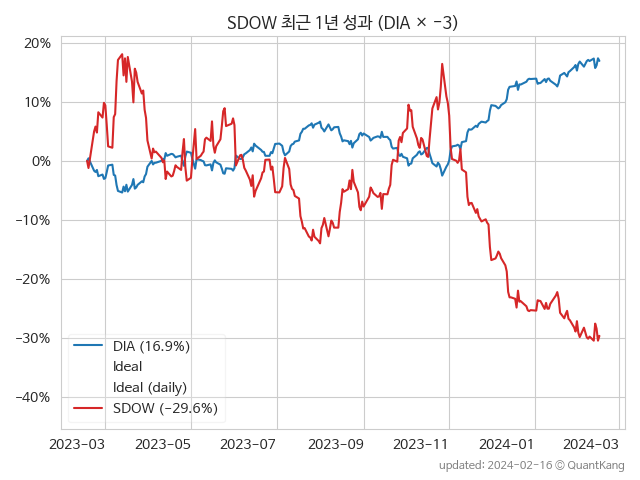 SDOW 최근 1년 성과 (DIA × −3)
20%
10%
0%
−10%
−20%
−30%
−40%
DIA (16.9%)
Ideal
Ideal (daily)
SDOW (−29.6%)
2023-03
2023-05
2023-07
2023-09
2023-11
2024-01
2024-03
updated: 2024-02-16 ⓒ QuantKang